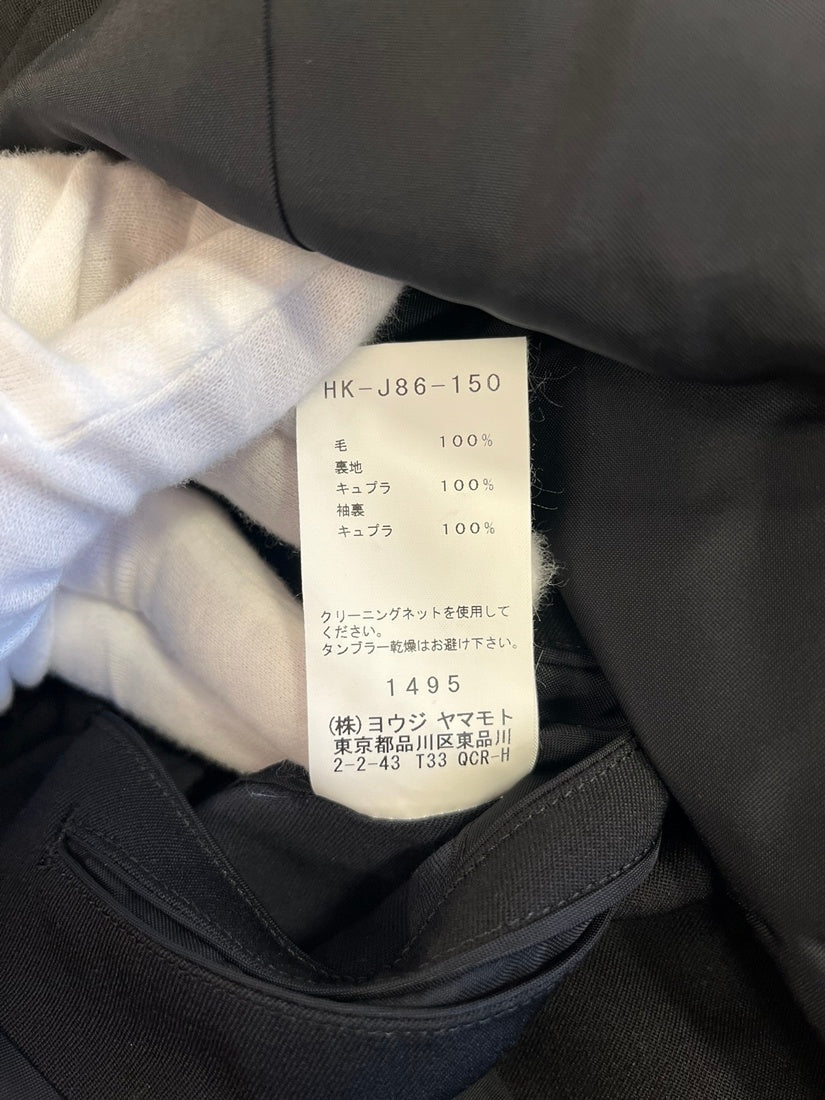 HK-J86-150
毛 100%
裏地
キュプラ 100%
袖裏
キュプラ 100%
クリーニングネットを使用して
ください。
タンブラー乾燥はお避け下さい。
1495
(株)ヨウジ ヤマモト
東京都品川区東品川
2-2-43 T33 QCR-H